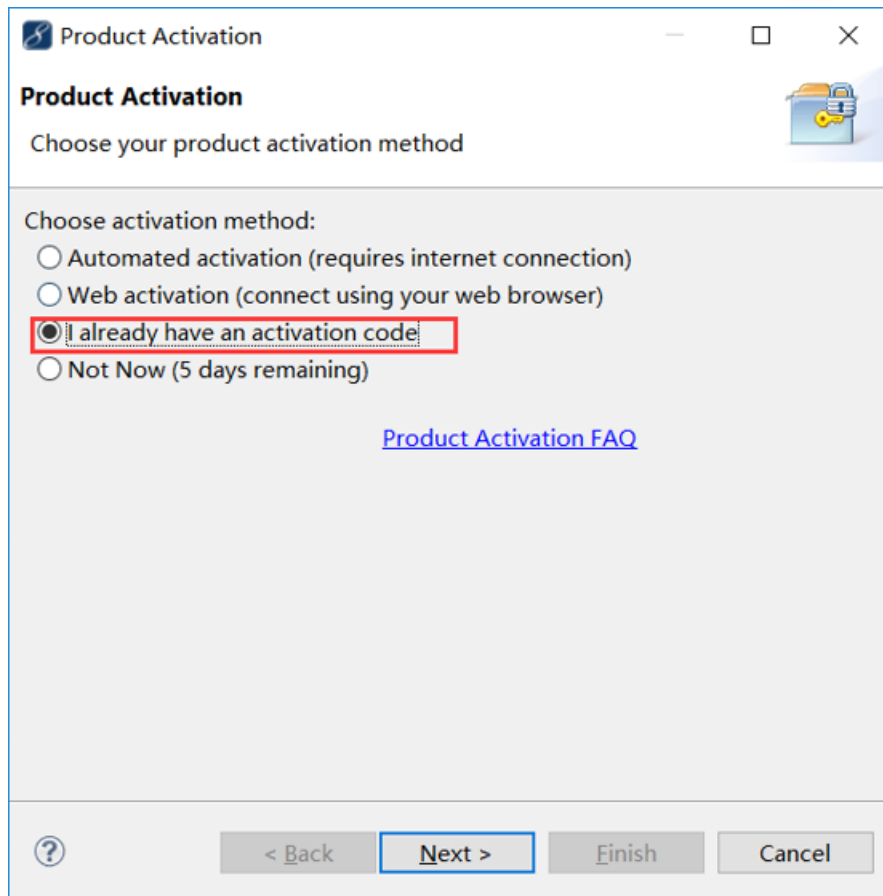 Product Activation
Product Activation
Choose your product activation method
Choose activation method:
Automated activation (requires internet connection)
Web activation (connect using your web browser)
I already have an activation code
Not Now (5 days remaining)
Product Activation FAQ
? < Back Next > Finish Cancel